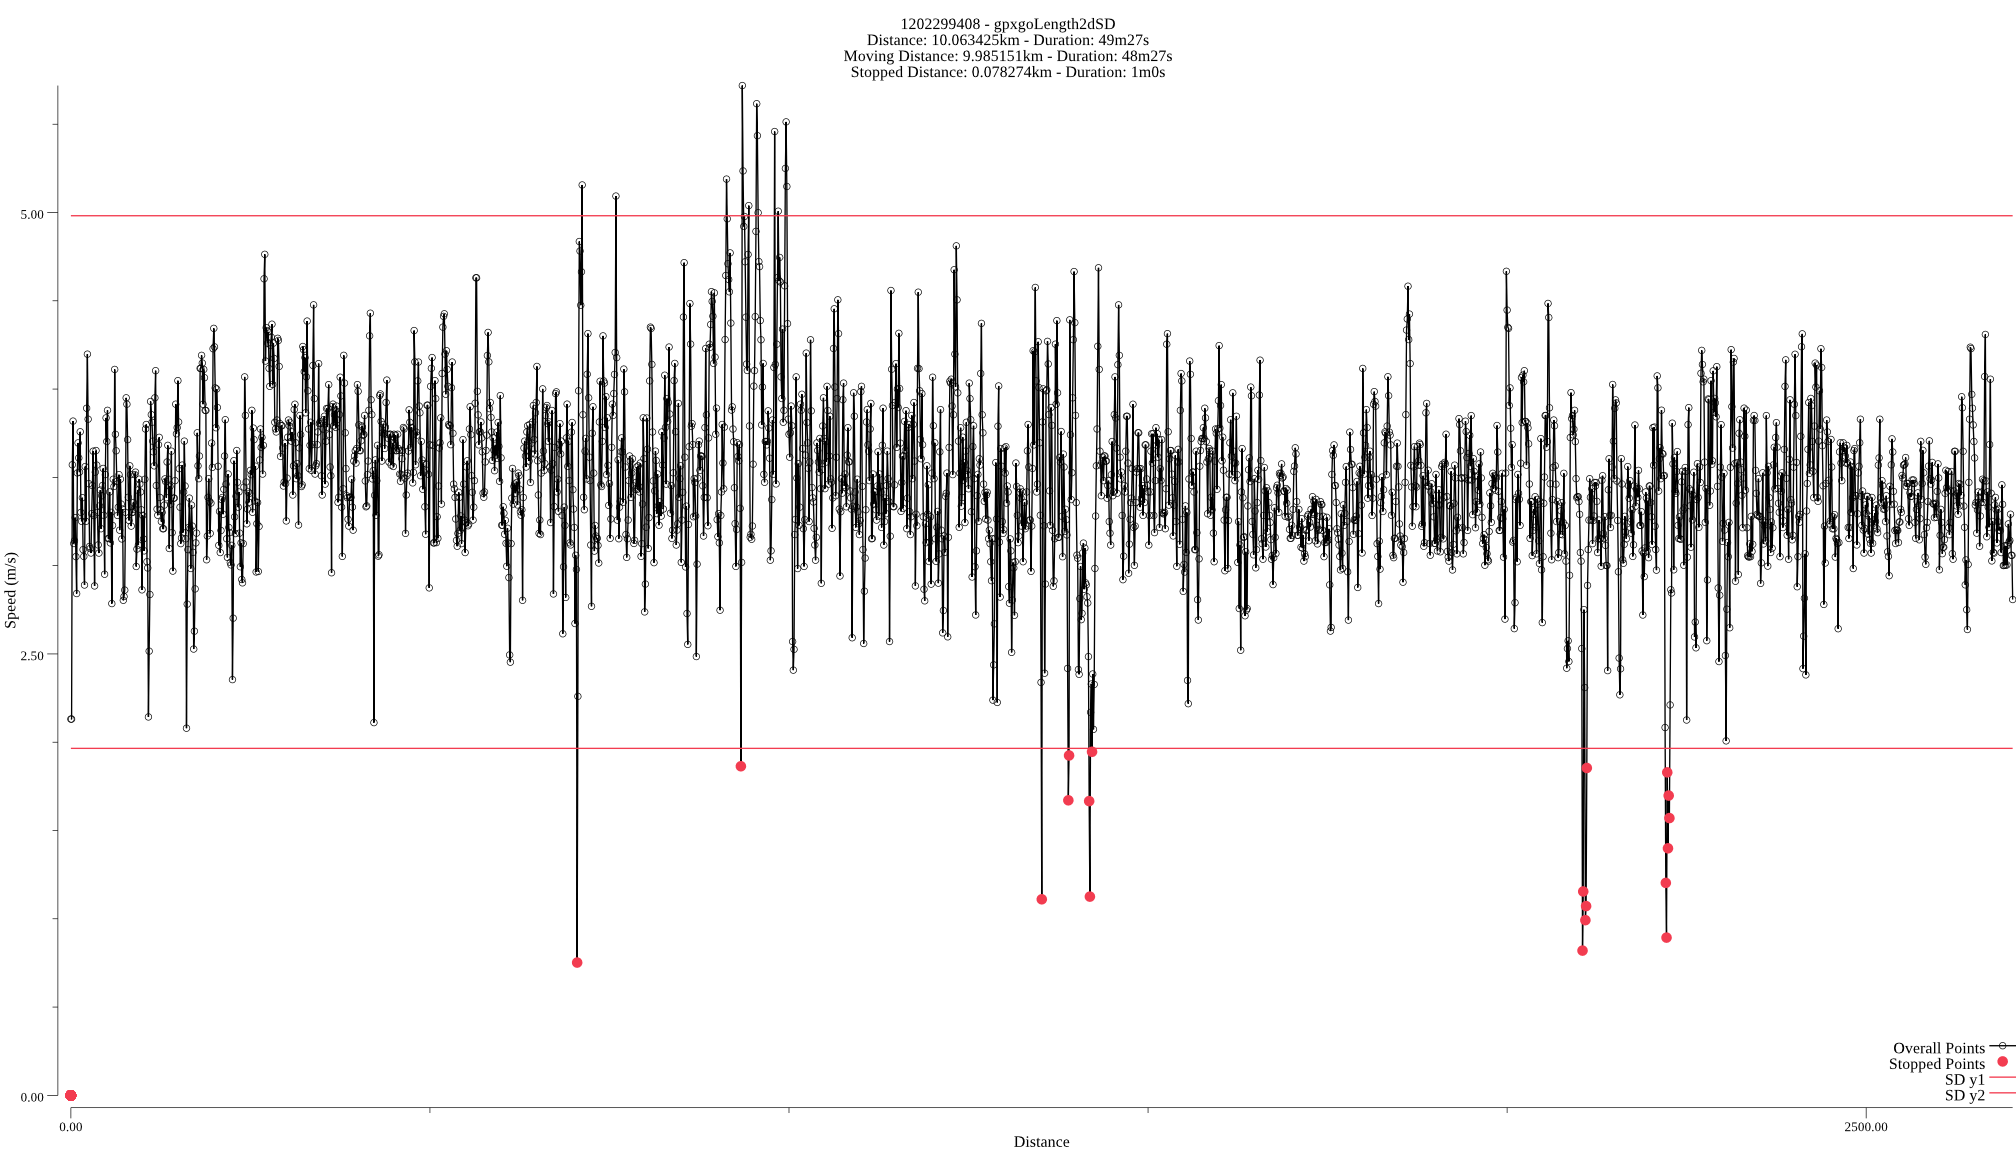 1202299408 - gpxgoLength2dSD
Distance: 10.063425km - Duration: 49m27s
Moving Distance: 9.985151km - Duration: 48m27s
Stopped Distance: 0.078274km - Duration: 1m0s
5.00
Speed (m/s)
2.50
Overall Points
Stopped Points
SD y1
SD y2
0.00
0.00
2500.00
Distance